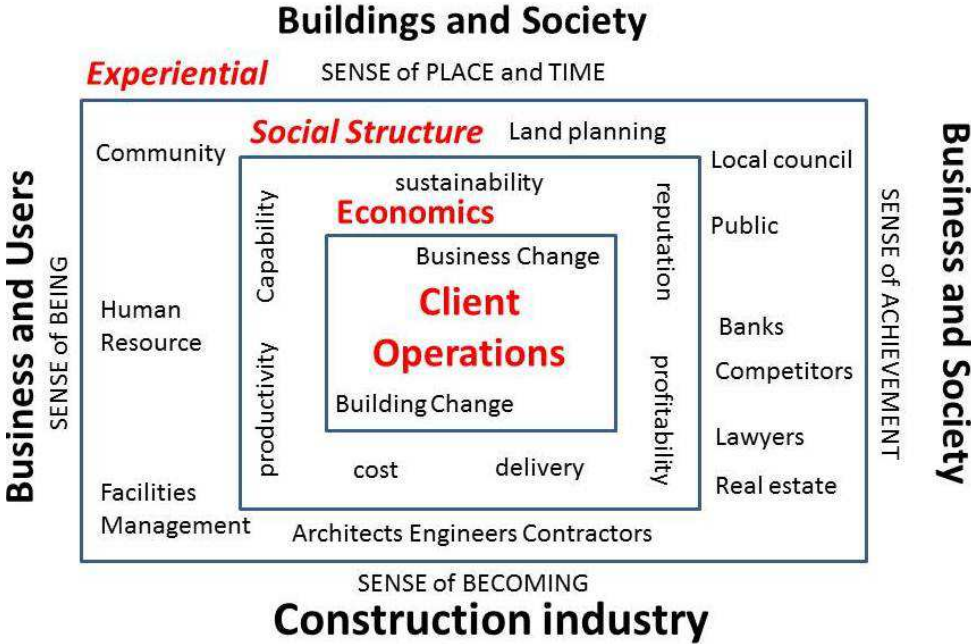 Buildings and Society
Experiential
SENSE of PLACE and TIME
Social Structure
Land planning
Community
Local council
sustainability
Economics
Capability
reputation
Public
Business Change
Client
Operations
Building Change
Human
Resource
Banks
Competitors
productivity
profitability
Lawyers
cost
delivery
Real estate
Facilities
Management
Architects Engineers Contractors
Business and Users
SENSE of BEING
SENSE of ACHIEVEMENT
Business and Society
SENSE of BECOMING
Construction industry